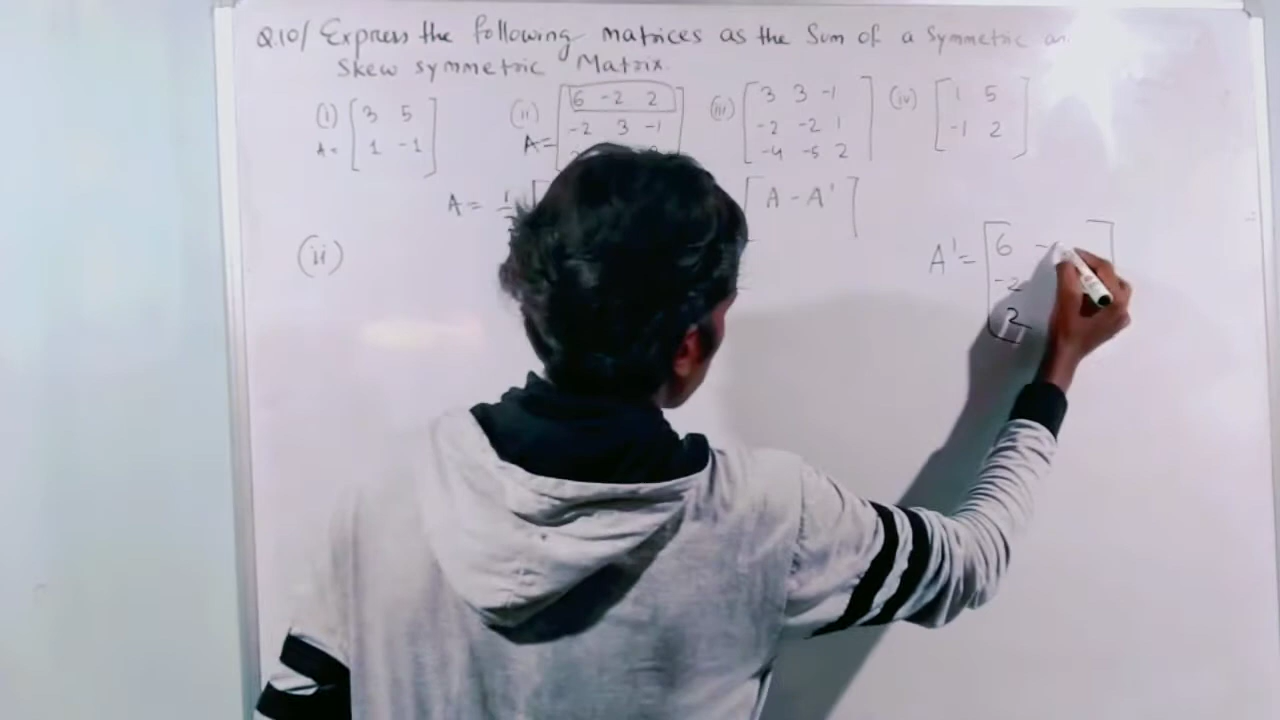 Q.10/ Express the following matrices as the Sum of a Symmetric an
Skew symmetric Matrix.
(i) A = [3 5
1 -1]
(ii) A = [6 -2 2
-2 3 -1
(iii) [3 3 -1
-2 -2 1
-4 -5 2]
(iv) [1 5
-1 2]
A = 1/2 [ [A - A']
(ii)
A' = [6 -
-2
2